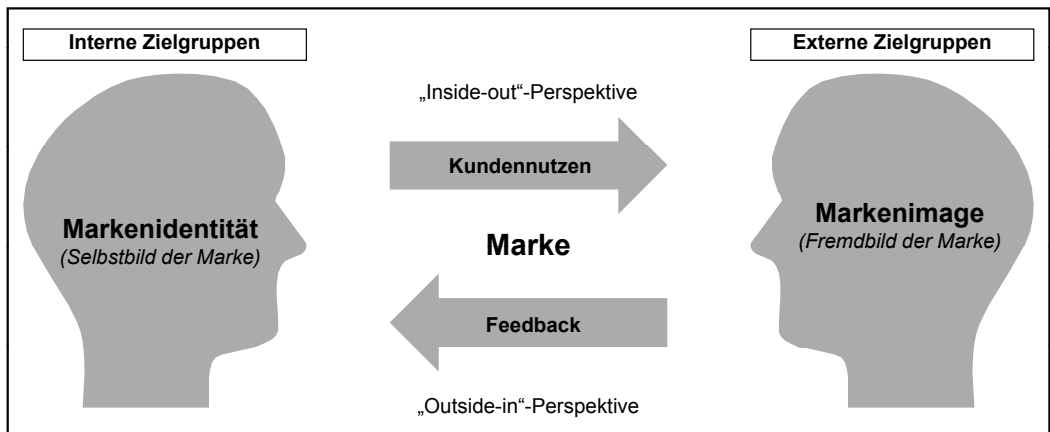 Interne Zielgruppen
Externe Zielgruppen
„Inside-out“-Perspektive
Kundennutzen
Markenidentität
(Selbstbild der Marke)
Marke
Markenimage
(Fremdbild der Marke)
Feedback
„Outside-in“-Perspektive